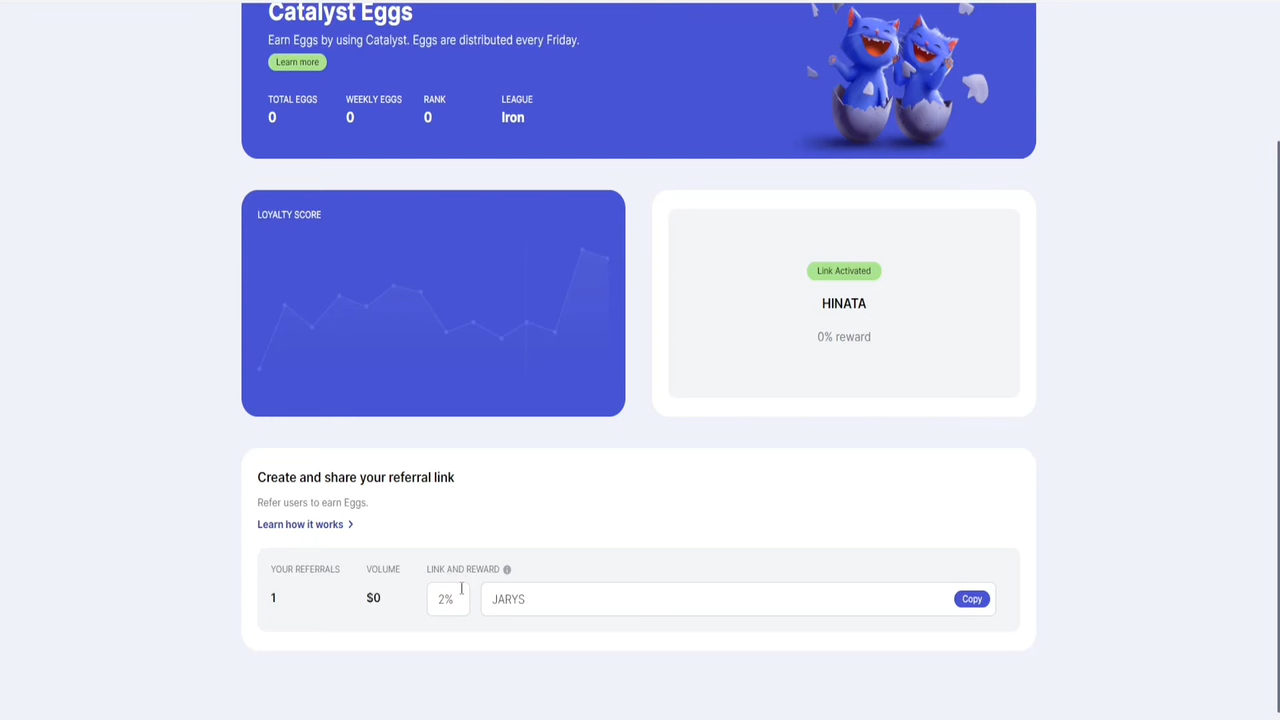 Catalyst Eggs
Earn Eggs by using Catalyst. Eggs are distributed every Friday.
Learn more
TOTAL EGGS WEEKLY EGGS RANK LEAGUE
0 0 0 Iron
LOYALTY SCORE
Link Activated
HINATA
0% reward
Create and share your referral link
Refer users to earn Eggs.
Learn how it works
YOUR REFERRALS VOLUME LINK AND REWARD
1 $0 2% JARYS Copy